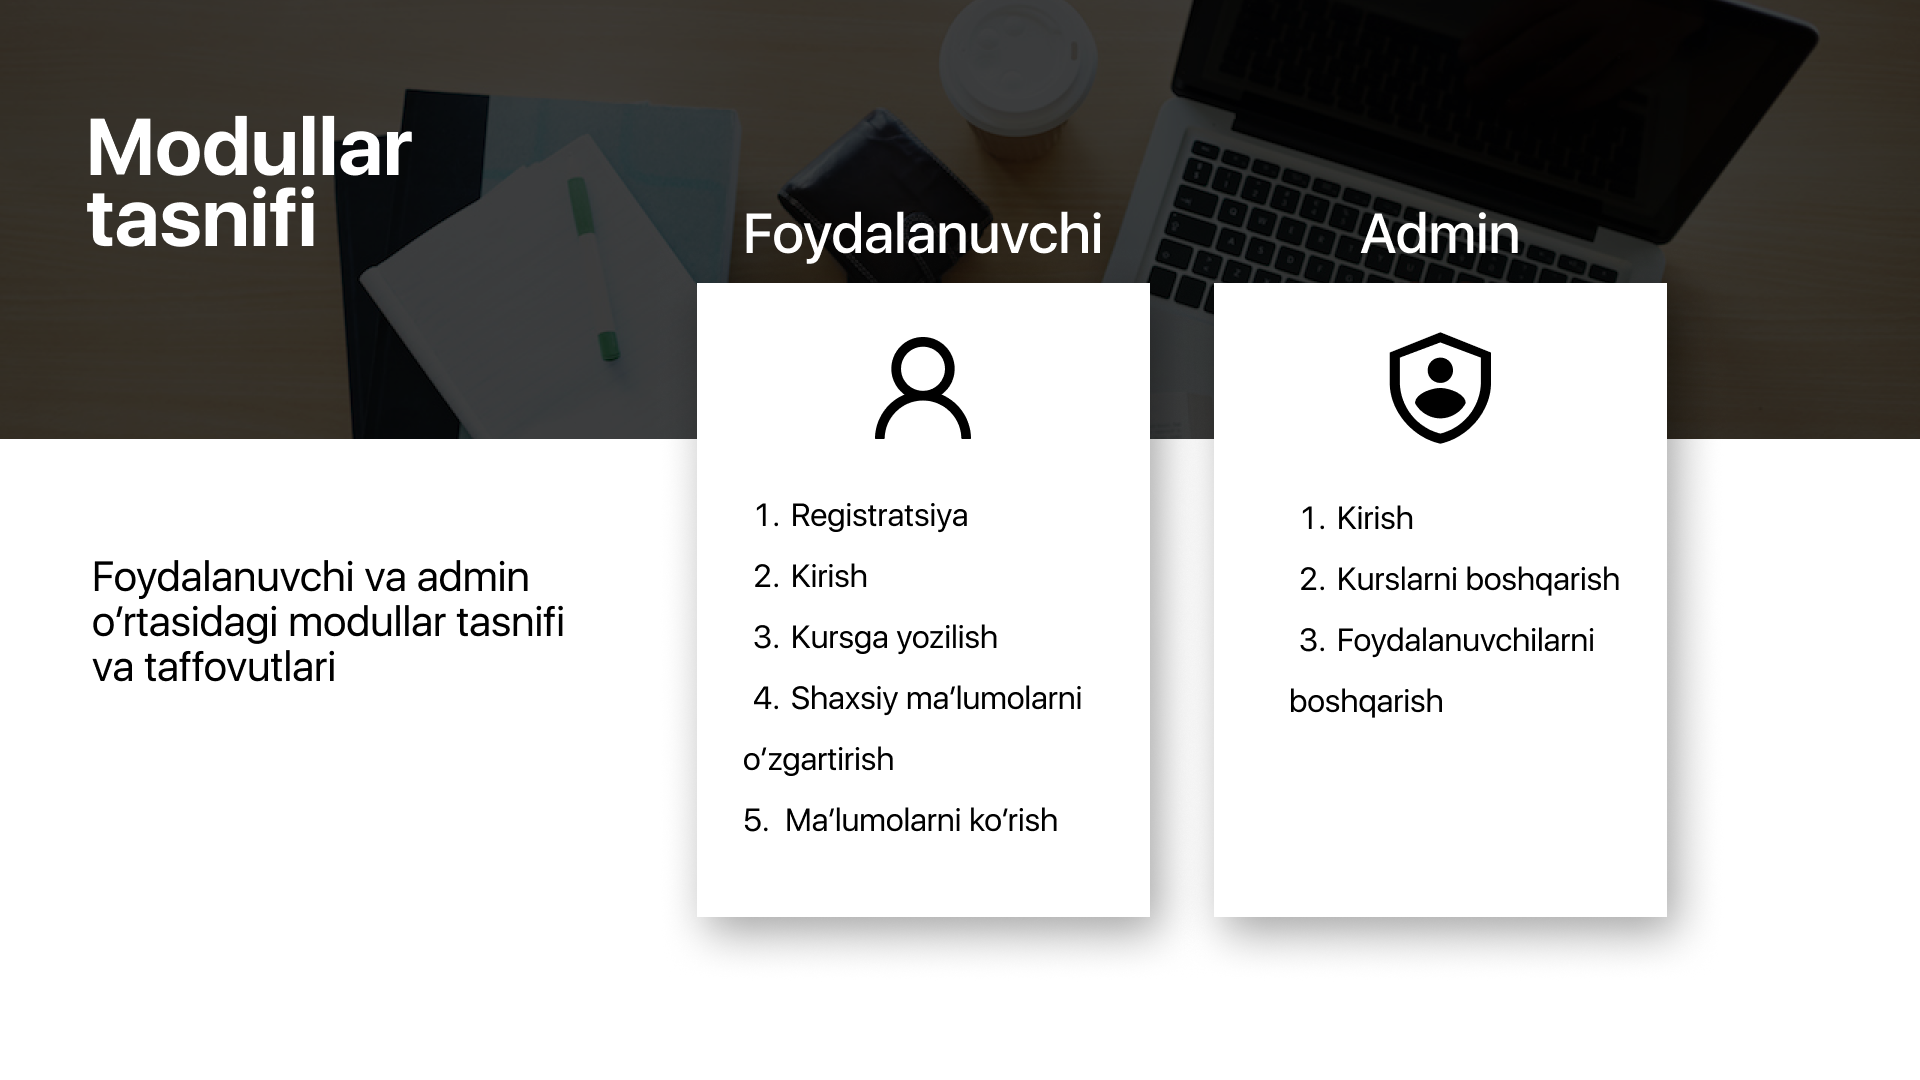 Modullar
tasnifi
Foydalanuvchi va admin
o‘rtasidagi modullar tasnifi
va taffovutlari
Foydalanuvchi
1. Registratsiya
2. Kirish
3. Kursga yozilish
4. Shaxsiy ma’lumolarni
o’zgartirish
5. Ma’lumolarni ko’rish
Admin
1. Kirish
2. Kurslarni boshqarish
3. Foydalanuvchilarni
boshqarish